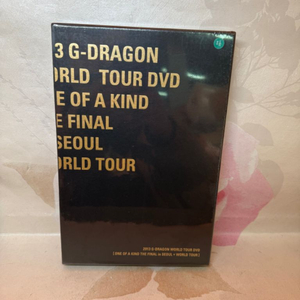 3 G-DRAGON
ORLD TOUR DVD
E OF A KIND
E FINAL
SEOUL
ORLD TOUR
2013 G-DRAGON WORLD TOUR DVD
[ONE OF A KIND THE FINAL in SEOUL + WORLD TOUR]